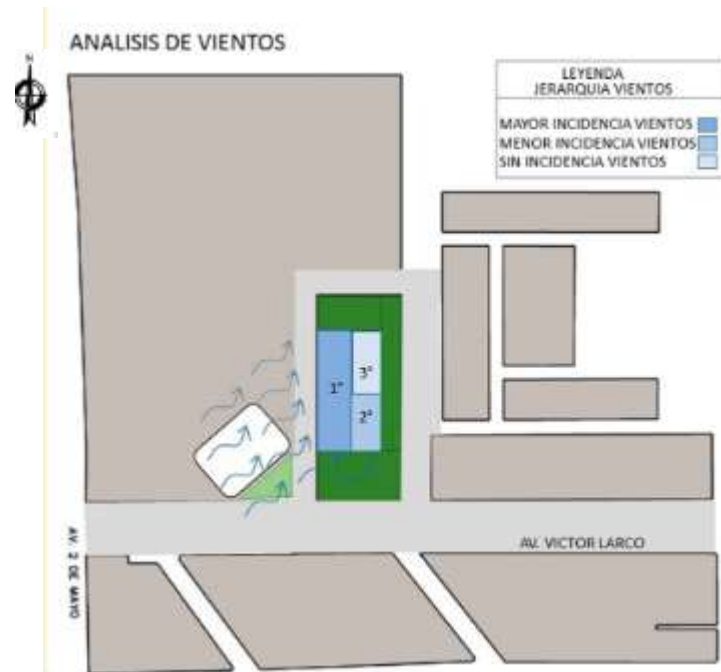 ANALISIS DE VIENTOS
N
LEYENDA
JERARQUIA VIENTOS
MAYOR INCIDENCIA VIENTOS
MENOR INCIDENCIA VIENTOS
SIN INCIDENCIA VIENTOS
1°
3°
2°
AV. VICTOR LARCO
AV. 2 DE MAYO